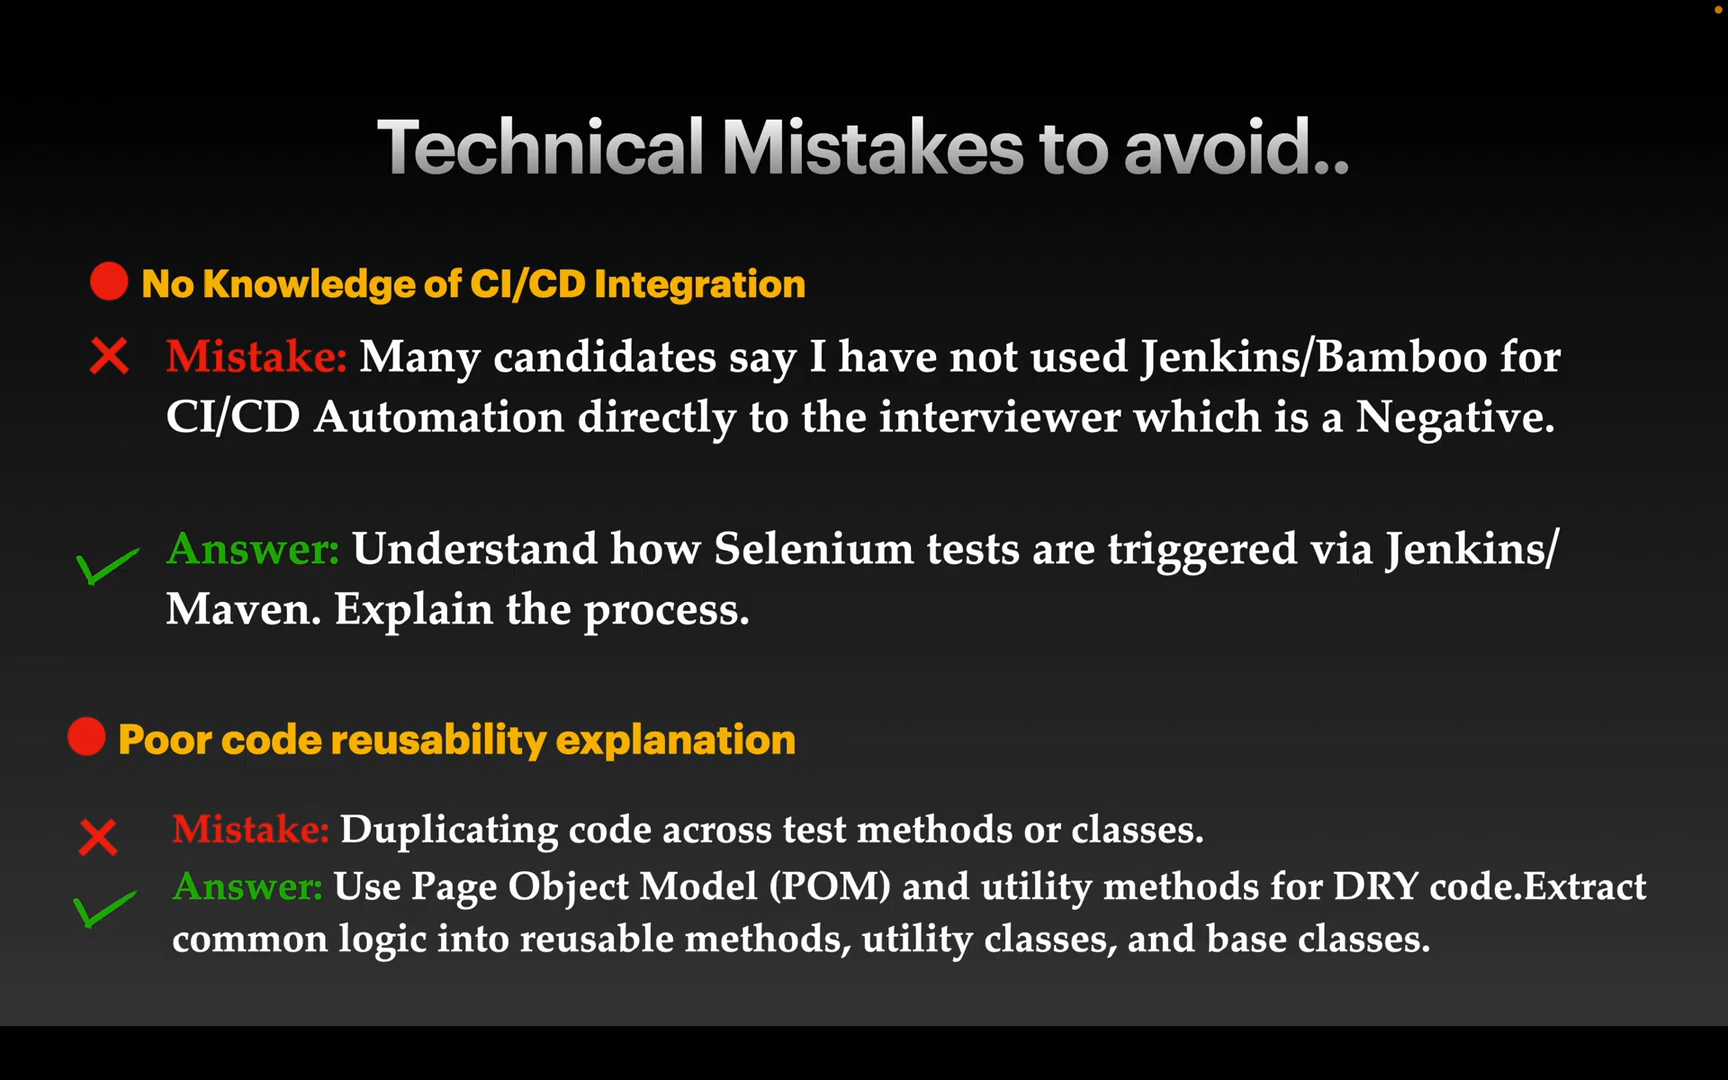 Technical Mistakes to avoid..
No Knowledge of CI/CD Integration
Mistake: Many candidates say I have not used Jenkins/Bamboo for
CI/CD Automation directly to the interviewer which is a Negative.
Answer: Understand how Selenium tests are triggered via Jenkins/
Maven. Explain the process.
Poor code reusability explanation
Mistake: Duplicating code across test methods or classes.
Answer: Use Page Object Model (POM) and utility methods for DRY code.Extract
common logic into reusable methods, utility classes, and base classes.